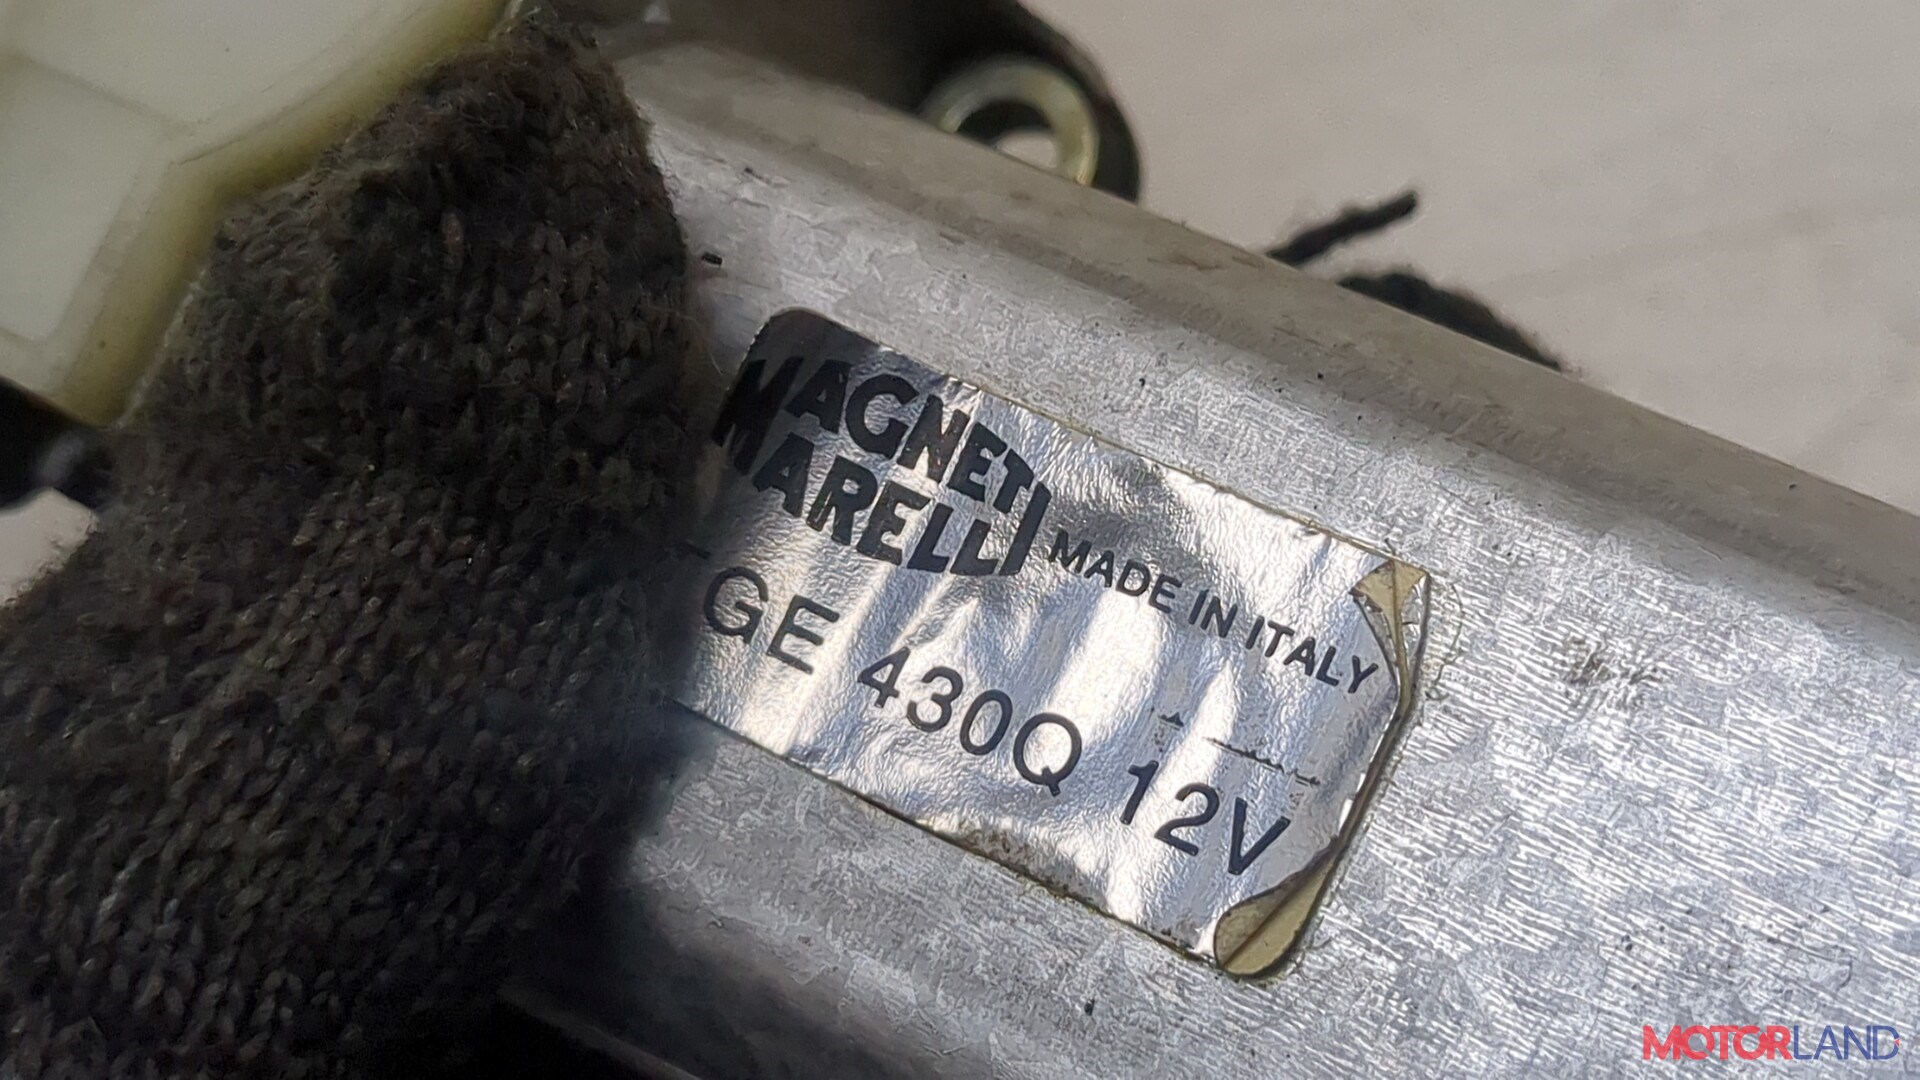 MAGNETI
MARELLI MADE IN ITALY
GE 430Q 12V
MOTORLAND